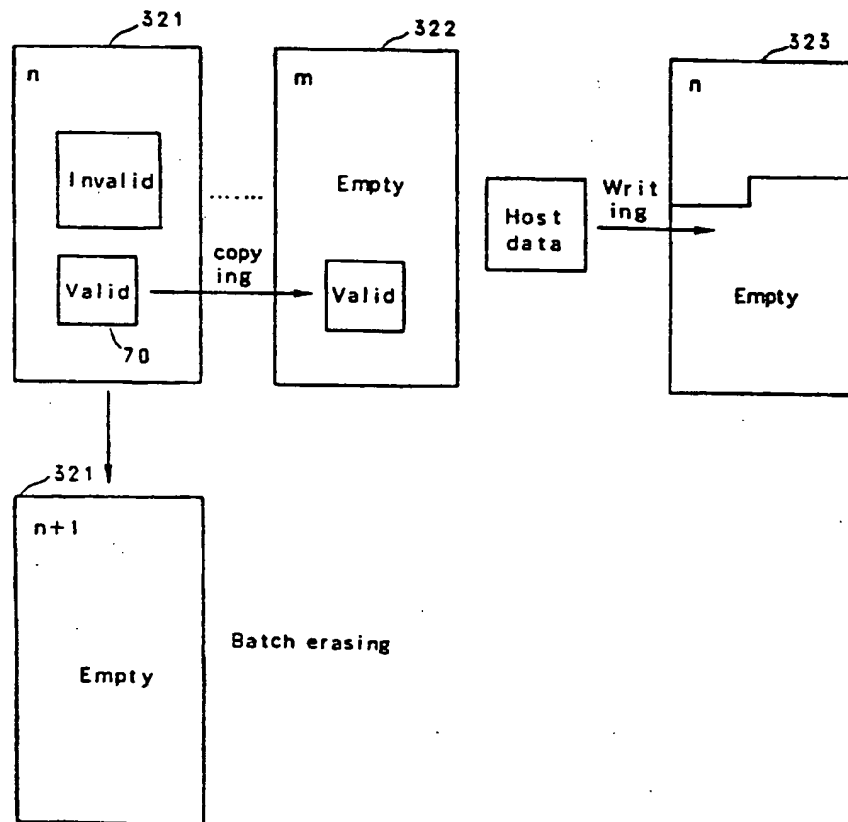 321
322
323
n
m
n
Invalid
Empty
.......
Host
data
Writ
ing
copy
ing
Valid
Valid
Empty
70
321
n+1
Batch erasing
Empty